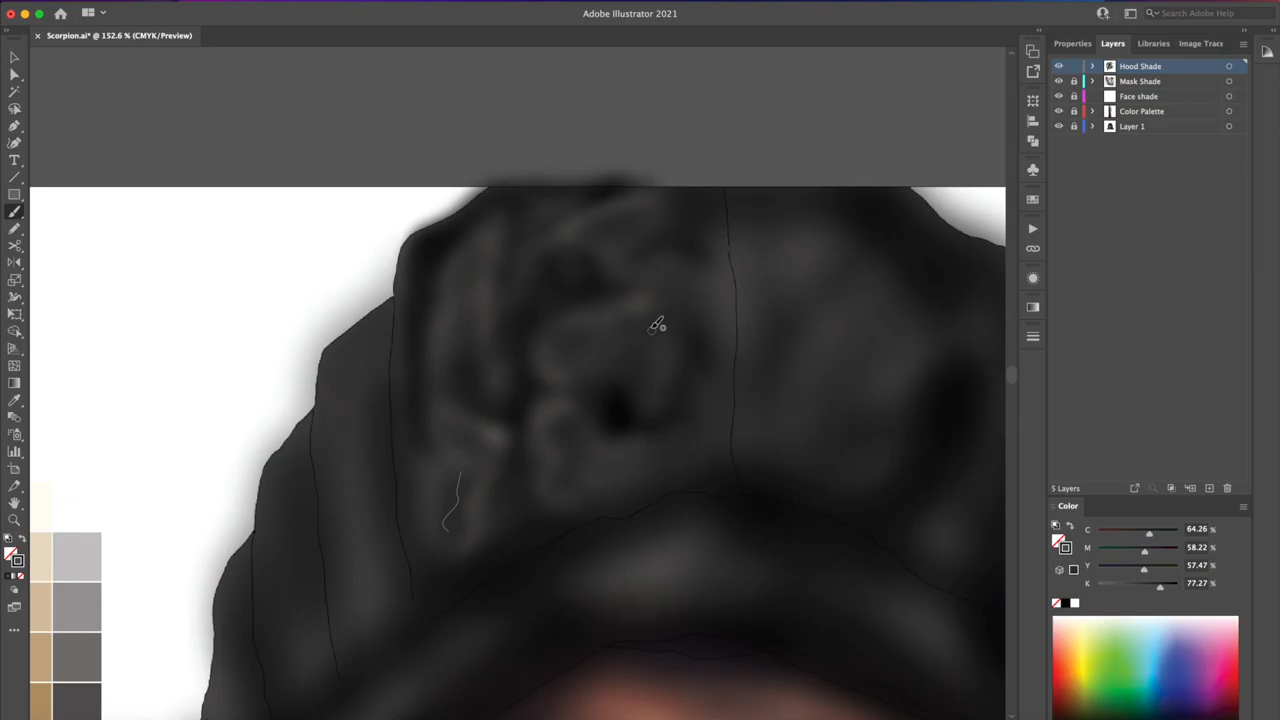 Adobe Illustrator 2021
Search Adobe Help
Scorpion.ai* @ 152.6 % (CMYK/Preview)
Properties Layers Libraries Image Trace
Hood Shade
Mask Shade
Face shade
Color Palette
Layer 1
5 Layers
Color
C 64.26 %
M 58.22 %
Y 57.47 %
K 77.27 %